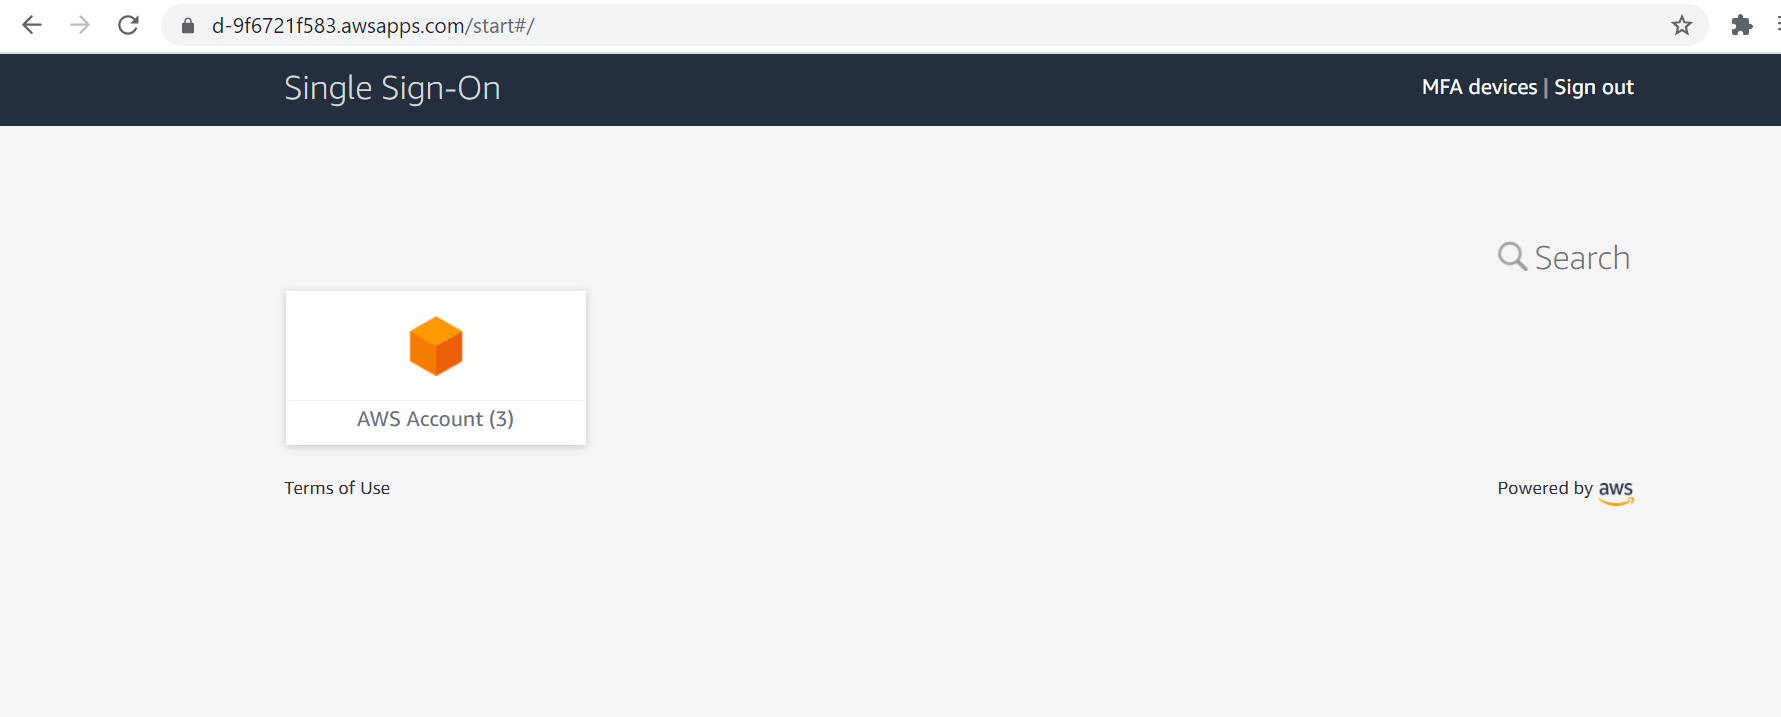 d-9f6721f583.awsapps.com/start#/
Single Sign-On
MFA devices | Sign out
Search
AWS Account (3)
Terms of Use
Powered by aws